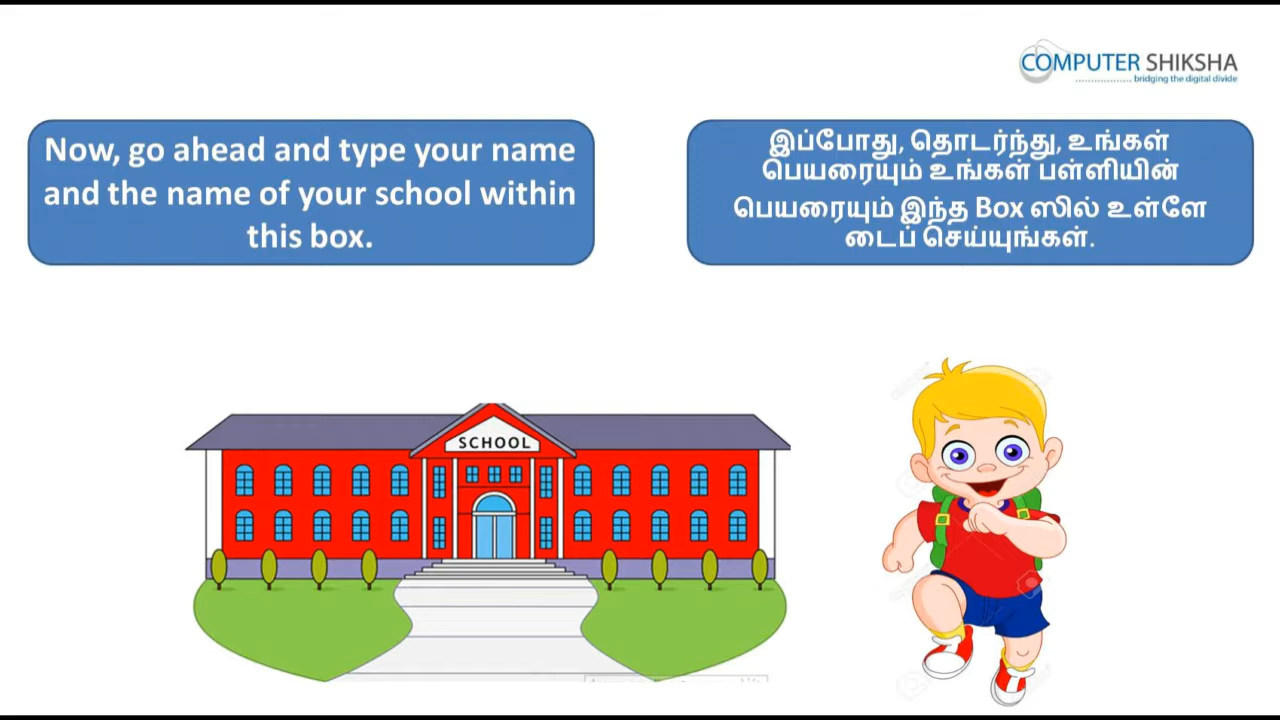 COMPUTER SHIKSHA
bridging the digital divide
Now, go ahead and type your name
and the name of your school within
this box.
இப்போது, தொடர்ந்து, உங்கள்
பெயரையும் உங்கள் பள்ளியின்
பெயரையும் இந்த Box ஸில் உள்ளே
டைப் செய்யுங்கள்.
SCHOOL